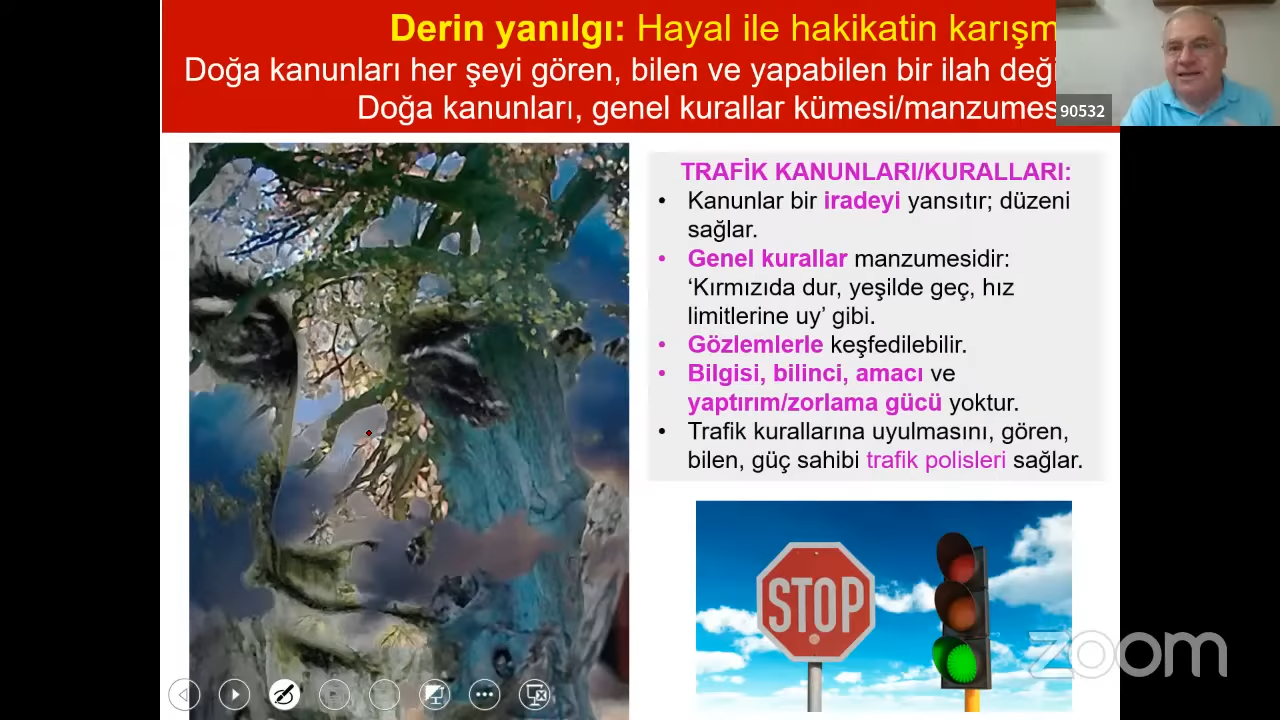 Derin yanılgı: Hayal ile hakikatin karışm
Doğa kanunları her şeyi gören, bilen ve yapabilen bir ilah deği
Doğa kanunları, genel kurallar kümesi/manzumes
90532
TRAFİK KANUNLARI/KURALLARI:
• Kanunlar bir iradeyi yansıtır; düzeni
sağlar.
• Genel kurallar manzumesidir:
‘Kırmızıda dur, yeşilde geç, hız
limitlerine uy’ gibi.
• Gözlemlerle keşfedilebilir.
• Bilgisi, bilinci, amacı ve
yaptırım/zorlama gücü yoktur.
• Trafik kurallarına uyulmasını, gören,
bilen, güç sahibi trafik polisleri sağlar.
STOP
zoom